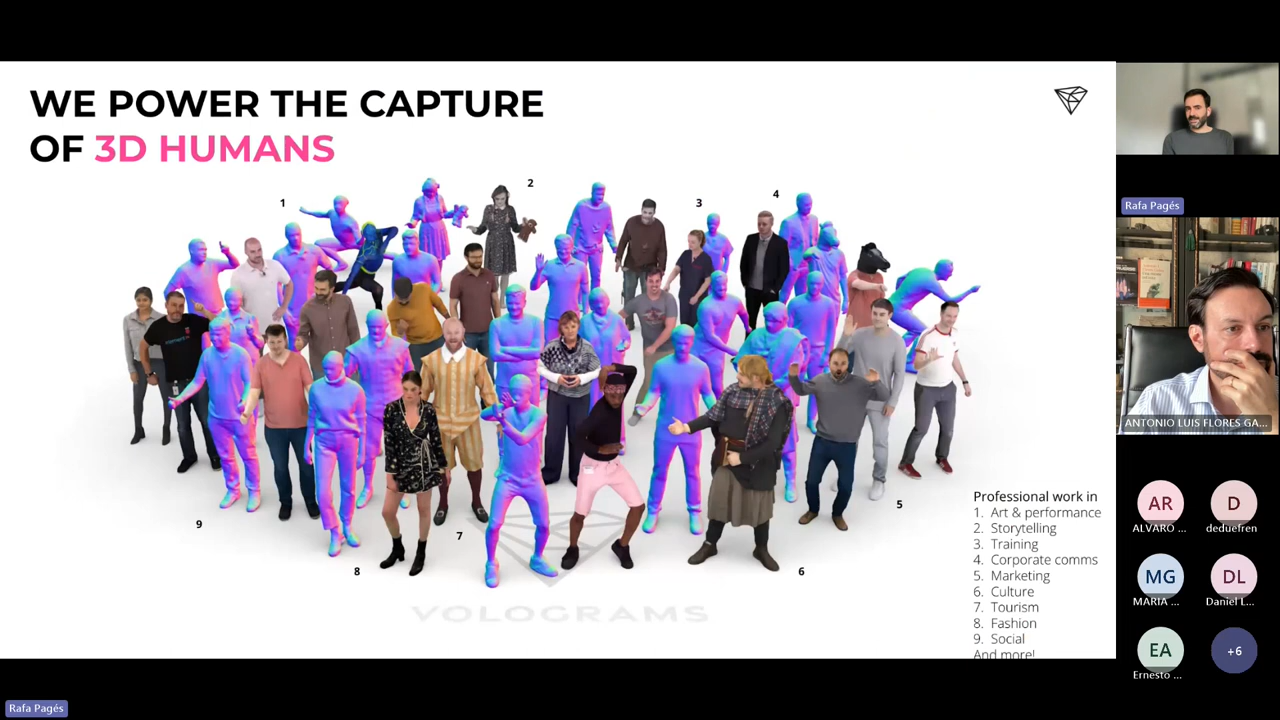 WE POWER THE CAPTURE
OF 3D HUMANS
1
2
3
4
5
6
7
8
9
Professional work in
1. Art & performance
2. Storytelling
3. Training
4. Corporate comms
5. Marketing
6. Culture
7. Tourism
8. Fashion
9. Social
And more!
VOLOGRAMS
Rafa Pagés
Rafa Pagés
ANTONIO LUIS FLORES GA...
AR
ALVARO ...
D
deduefren
MG
MARIA ...
DL
Daniel L...
EA
Ernesto ...
+6